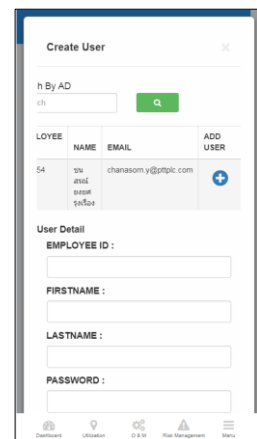 Create User
h By AD
ch
LOYEE
NAME
EMAIL
ADD
USER
54
chanasorn.y@pttplc.com
User Detail
EMPLOYEE ID :
FIRSTNAME :
LASTNAME :
PASSWORD :
Dashboard
Utilization
O & M
Risk Management
Menu